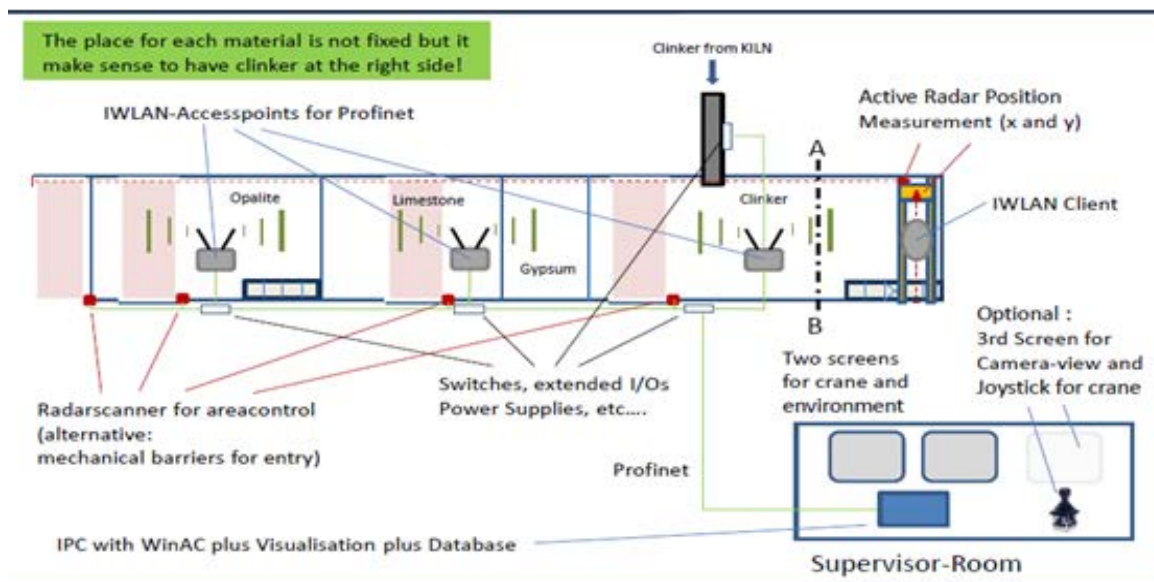 The place for each material is not fixed but it
make sense to have clinker at the right side!
Clinker from KILN
IWLAN-Accesspoints for Profinet
Active Radar Position
Measurement (x and y)
A
Opalite
Limestone
Clinker
IWLAN Client
Gypsum
B
Optional :
3rd Screen for
Camera-view and
Joystick for crane
Two screens
for crane and
environment
Switches, extended I/Os
Power Supplies, etc....
Radarscanner for areacontrol
(alternative:
mechanical barriers for entry)
Profinet
IPC with WinAC plus Visualisation plus Database
Supervisor-Room